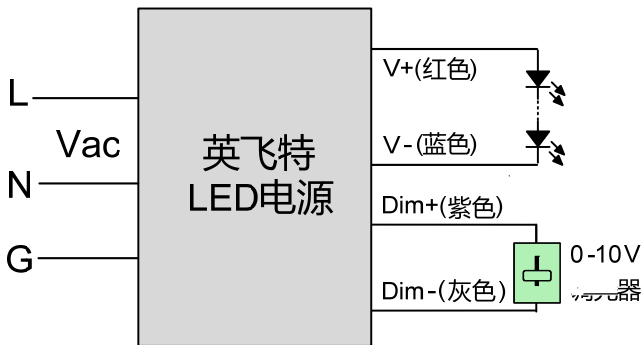 L
Vac
N
G
英飞特
LED电源
V+(红色)
V-(蓝色)
Dim+(紫色)
Dim-(灰色)
0-10V
器